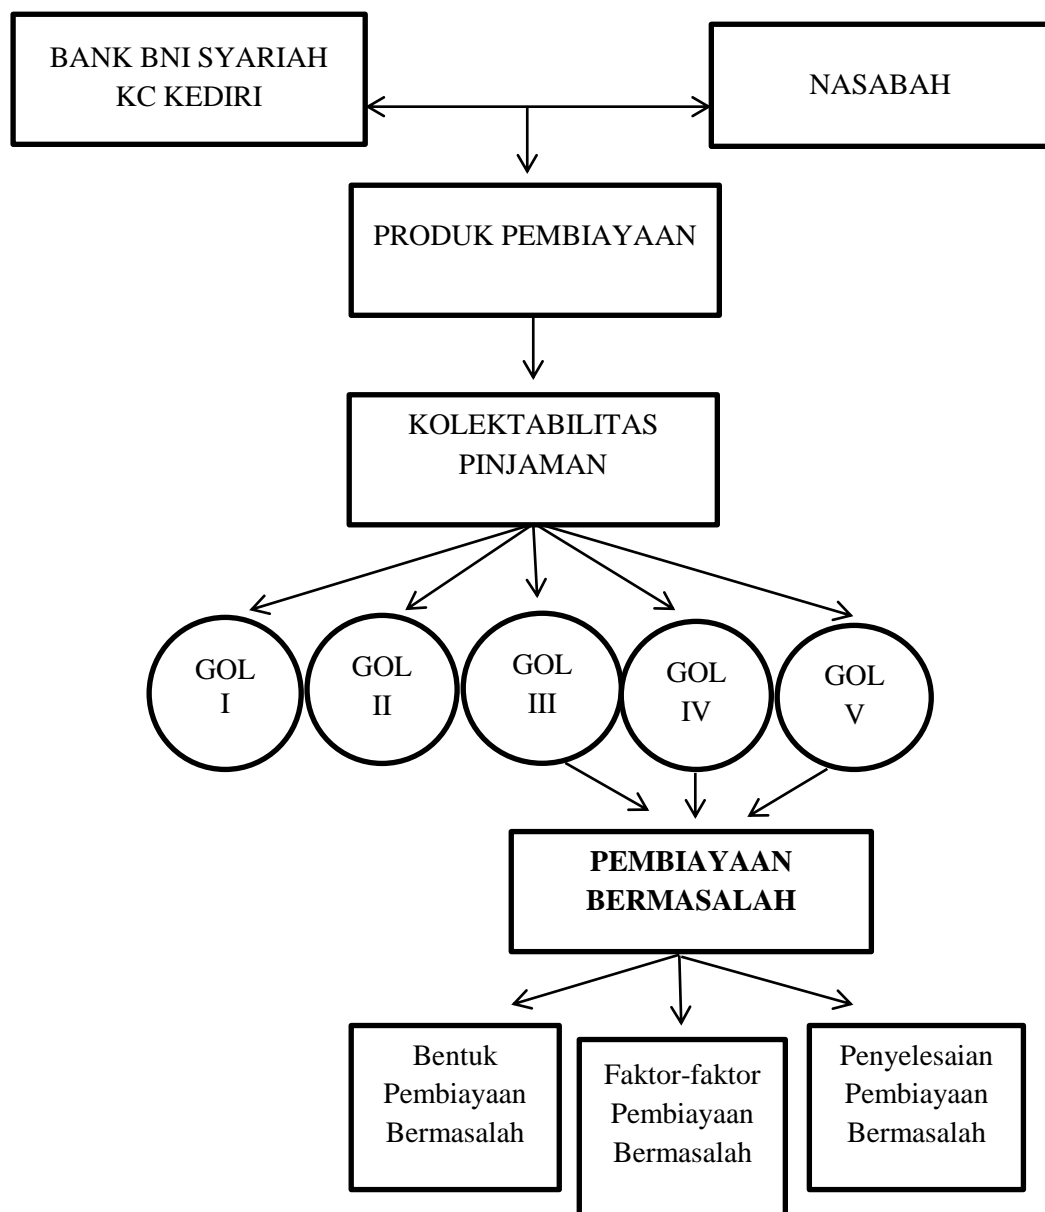 BANK BNI SYARIAH
KC KEDIRI
NASABAH
PRODUK PEMBIAYAAN
KOLEKTABILITAS
PINJAMAN
GOL
I
GOL
II
GOL
III
GOL
IV
GOL
V
PEMBIAYAAN
BERMASALAH
Bentuk
Pembiayaan
Bermasalah
Faktor-faktor
Pembiayaan
Bermasalah
Penyelesaian
Pembiayaan
Bermasalah